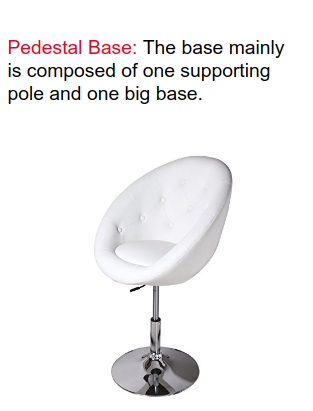 Pedestal Base: The base mainly
is composed of one supporting
pole and one big base.